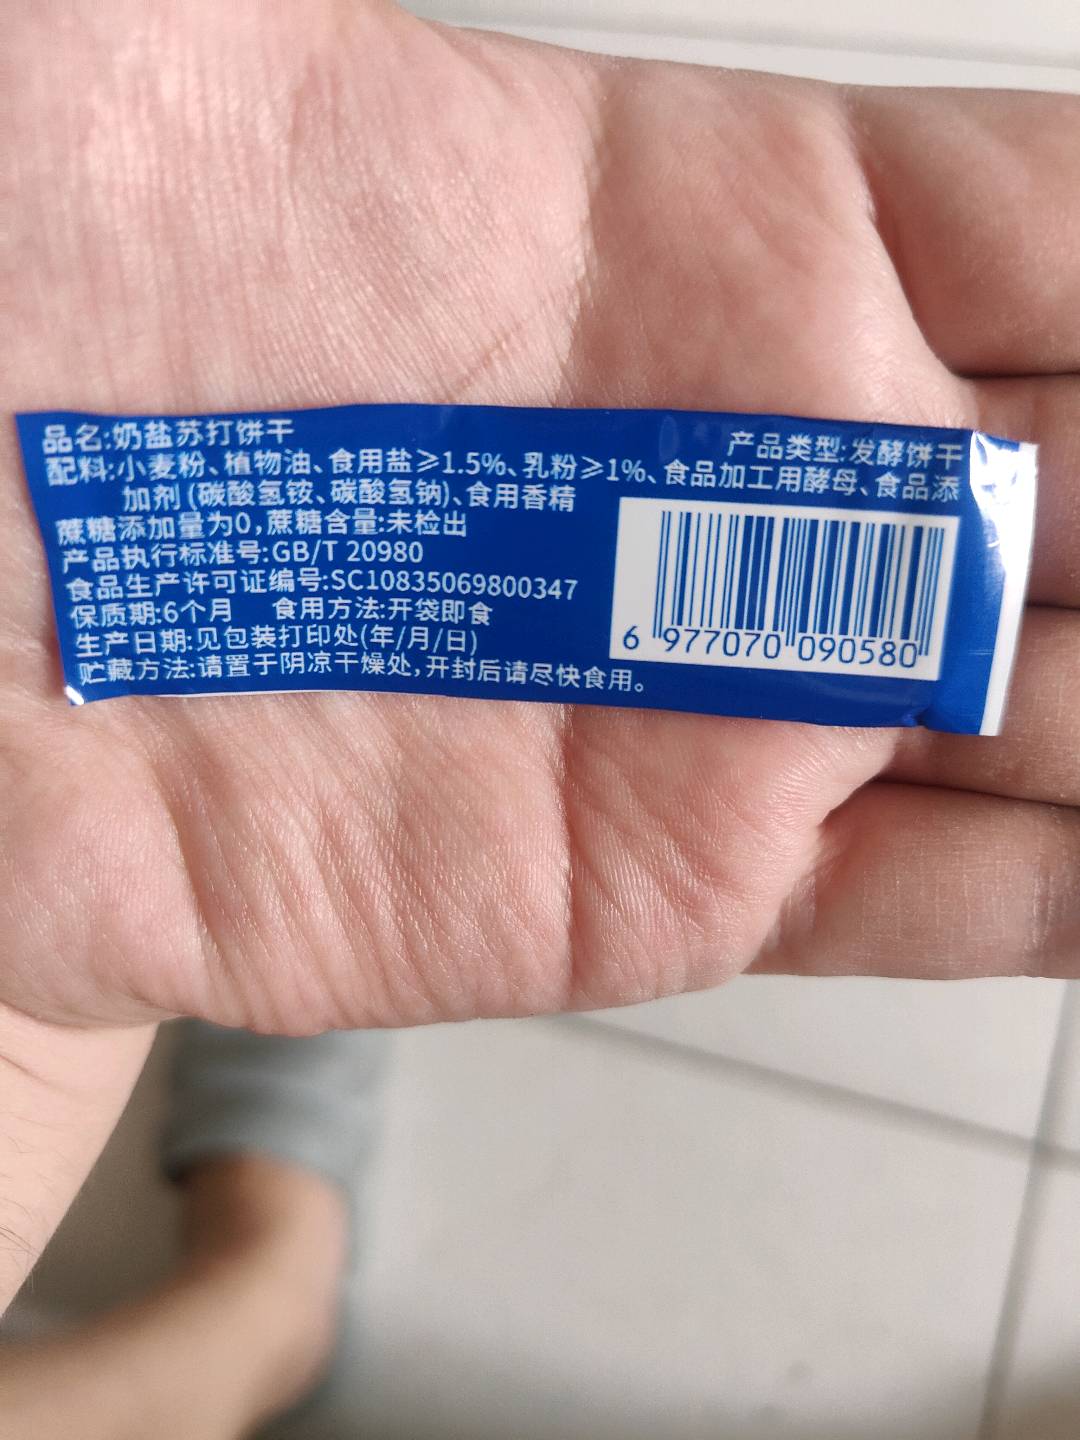 品名:奶盐苏打饼干
产品类型:发酵饼干
配料:小麦粉、植物油、食用盐≥1.5%、乳粉≥1%、食品加工用酵母、食品添
加剂(碳酸氢铵、碳酸氢钠)、食用香精
蔗糖添加量为0,蔗糖含量:未检出
产品执行标准号:GB/T 20980
食品生产许可证编号:SC10835069800347
保质期:6个月 食用方法:开袋即食
生产日期:见包装打印处(年/月/日)
贮藏方法:请置于阴凉干燥处,开封后请尽快食用。
6 977070 090580